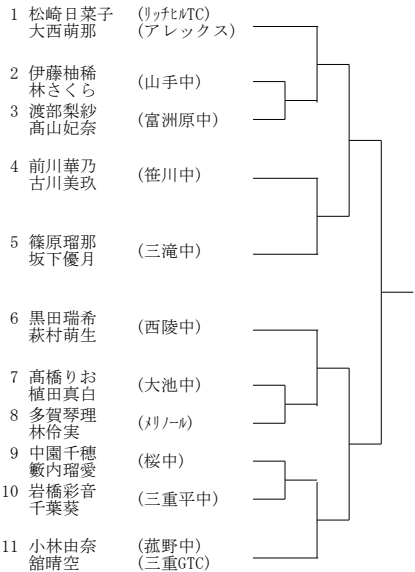 1 松崎日菜子 (ﾘｯﾁﾋﾙTC)
大西萌那 (アレックス)
2 伊藤柚稀
林さくら
(山手中)
3 渡部梨紗
髙山妃奈
(富洲原中)
4 前川華乃
古川美玖
(笹川中)
5 篠原瑠那
坂下優月
(三滝中)
6 黒田瑞希
萩村萌生
(西陵中)
7 髙橋りお
植田真白
(大池中)
8 多賀琴理
林伶実
(ﾒﾘﾉｰﾙ)
9 中園千穂
籔内瑠愛
(桜中)
10 岩橋彩音
千葉葵
(三重平中)
11 小林由奈 (菰野中)
舘晴空 (三重GTC)